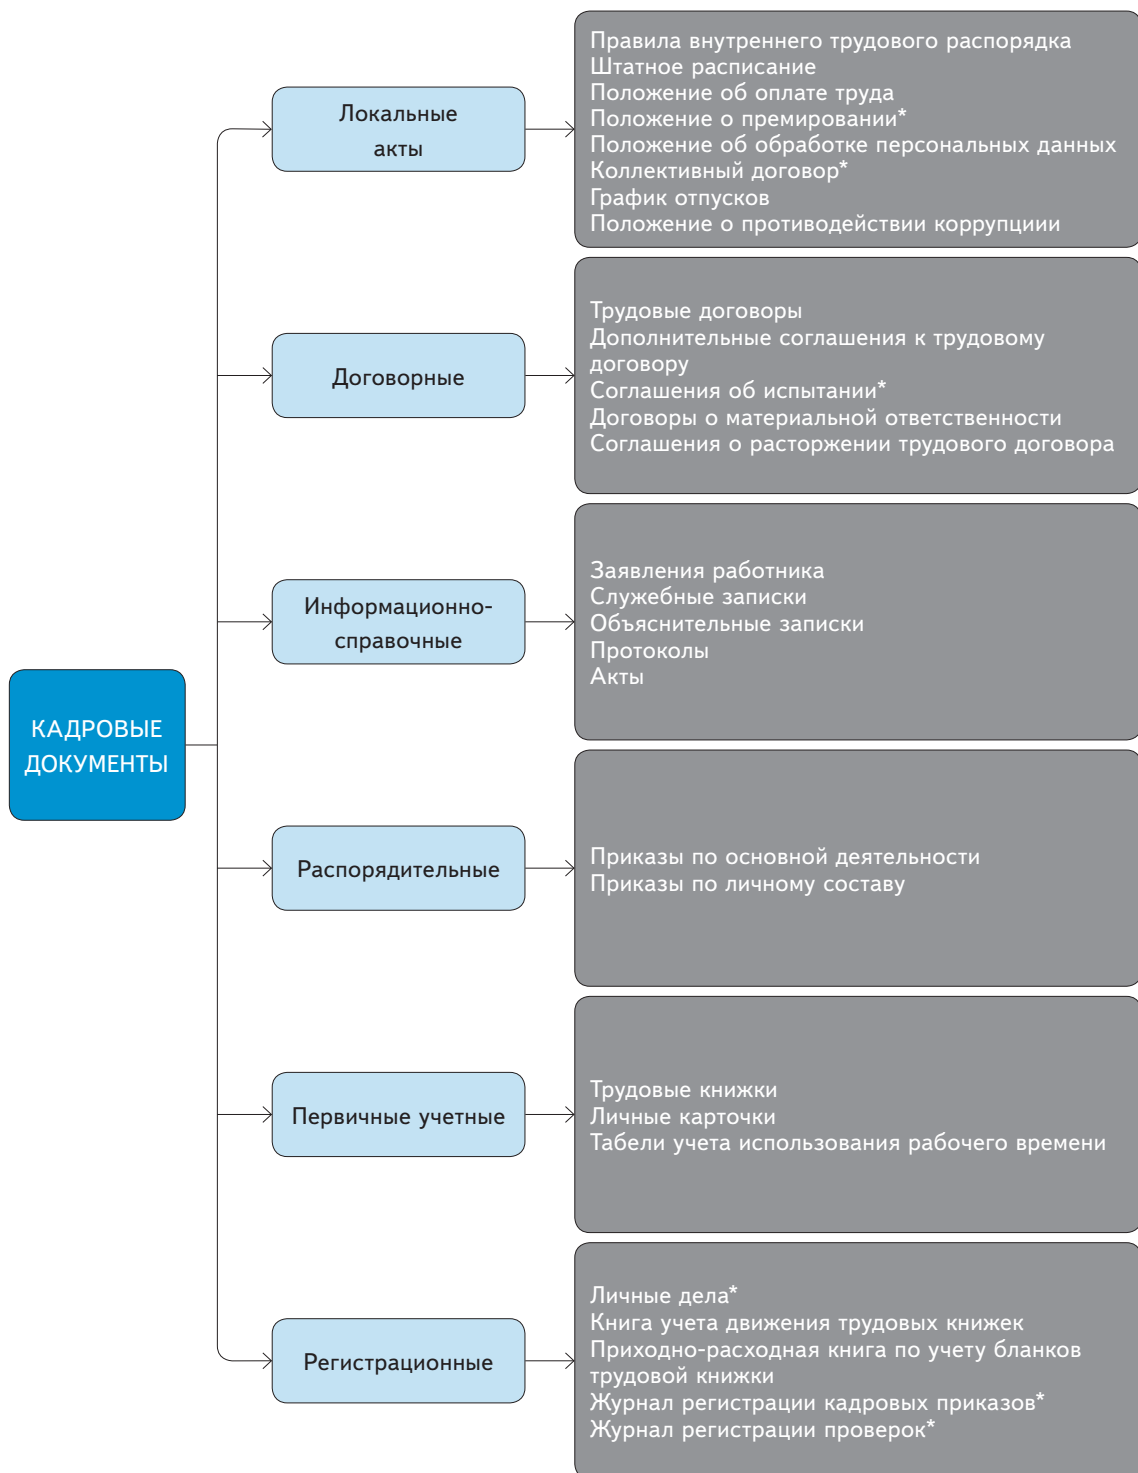 Локальные
акты
Правила внутреннего трудового распорядка
Штатное расписание
Положение об оплате труда
Положение о премировании*
Положение об обработке персональных данных
Коллективный договор*
График отпусков
Положение о противодействии коррупциии
Договорные
Трудовые договоры
Дополнительные соглашения к трудовому
договору
Соглашения об испытании*
Договоры о материальной ответственности
Соглашения о расторжении трудового договора
Информационно-
справочные
Заявления работника
Служебные записки
Объяснительные записки
Протоколы
Акты
КАДРОВЫЕ
ДОКУМЕНТЫ
Распорядительные
Приказы по основной деятельности
Приказы по личному составу
Первичные учетные
Трудовые книжки
Личные карточки
Табели учета использования рабочего времени
Регистрационные
Личные дела*
Книга учета движения трудовых книжек
Приходно-расходная книга по учету бланков
трудовой книжки
Журнал регистрации кадровых приказов*
Журнал регистрации проверок*